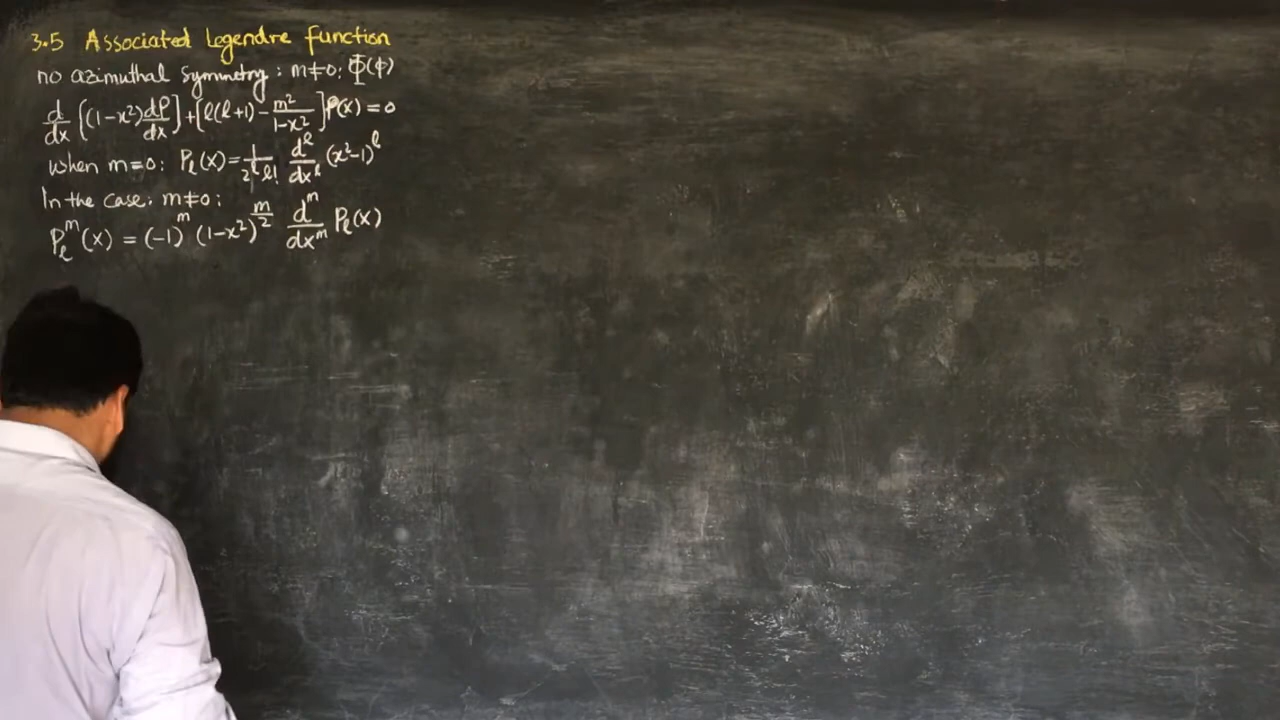 3.5 Associated Legendre function
no azimuthal symmetry: m≠0; Φ(φ)
d/dx [(1-x²) dP/dx] + [ℓ(ℓ+1) - m²/(1-x²)] P(x) = 0
when m=0: Pℓ(x) = 1/(2^ℓ ℓ!) d^ℓ/dx^ℓ (x²-1)^ℓ
In the case: m≠0:
Pℓ^m(x) = (-1)^m (1-x²)^(m/2) d^m/dx^m Pℓ(x)